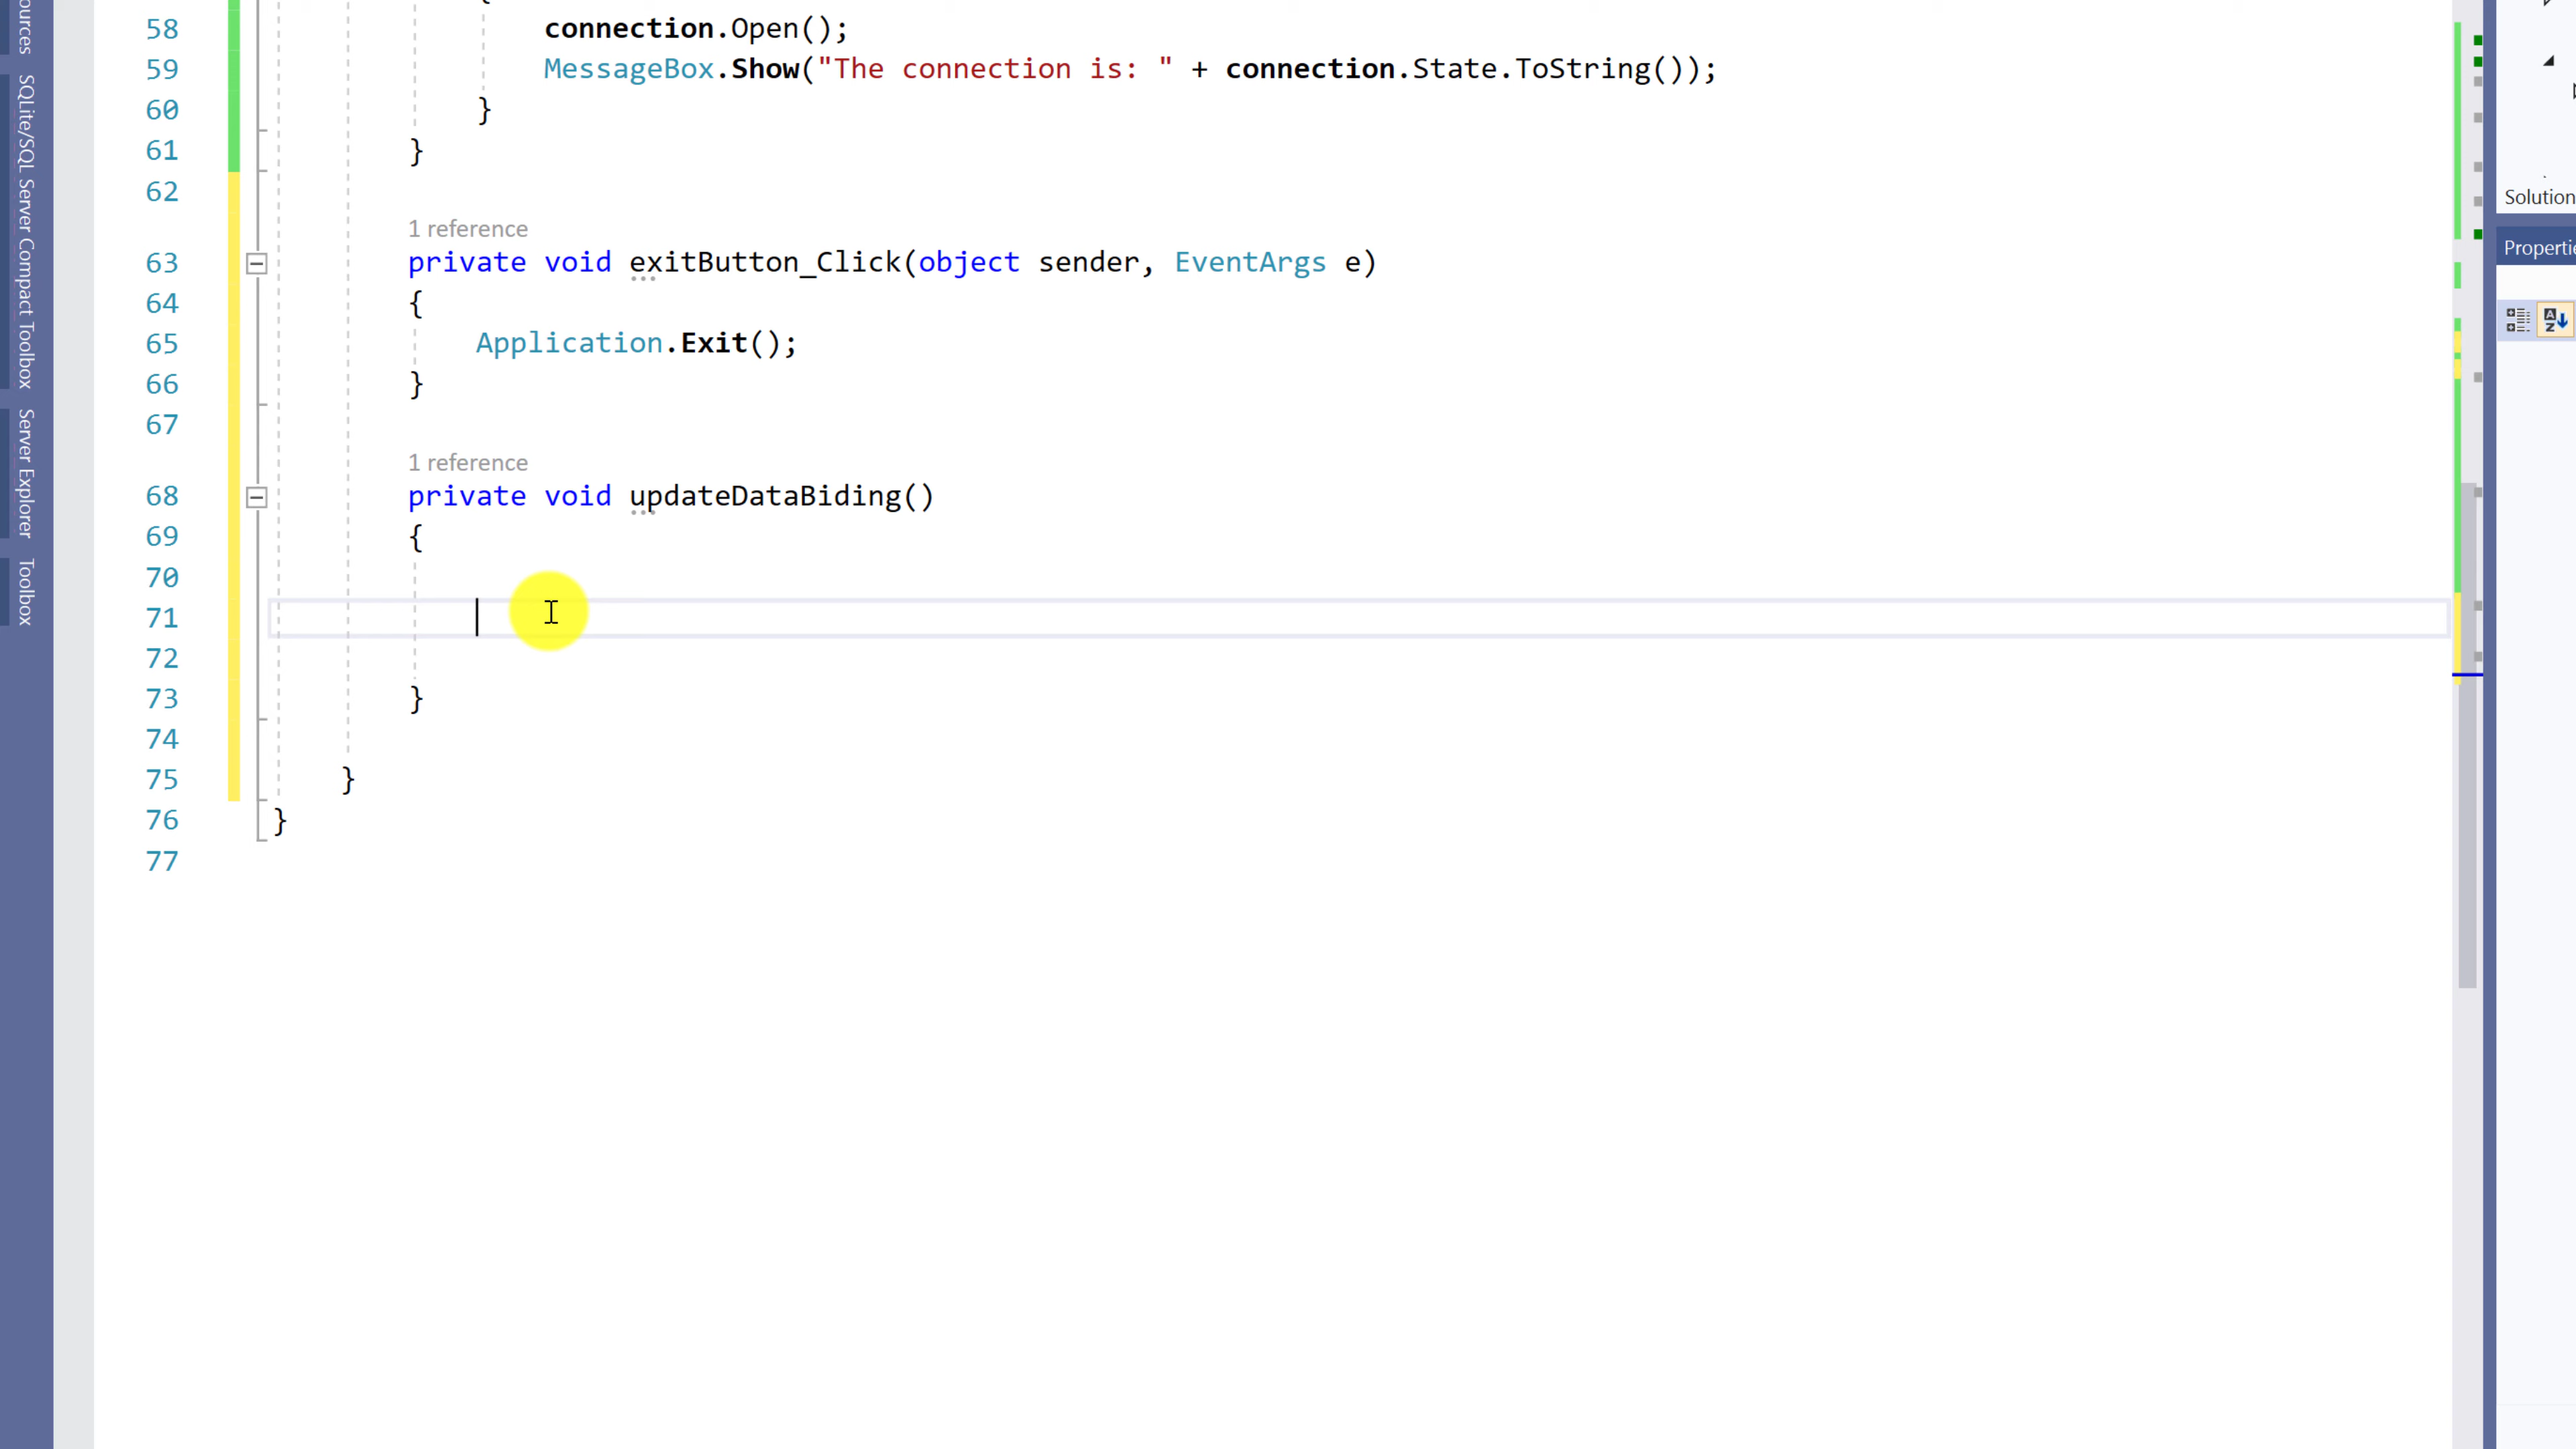 ources
SQLite/SQL Server Compact Toolbox
Server Explorer
Toolbox
58 connection.Open();
59 MessageBox.Show("The connection is: " + connection.State.ToString());
60 }
61 }
62
1 reference
63 private void exitButton_Click(object sender, EventArgs e)
64 {
65 Application.Exit();
66 }
67
1 reference
68 private void updateDataBiding()
69 {
70
71
72
73 }
74
75 }
76 }
77
Solution
Propertie